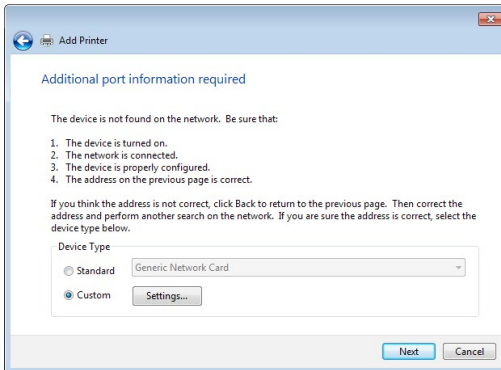 Add Printer
Additional port information required
The device is not found on the network.  Be sure that:
1.  The device is turned on.
2.  The network is connected.
3.  The device is properly configured.
4.  The address on the previous page is correct.
If you think the address is not correct, click Back to return to the previous page.  Then correct the
address and perform another search on the network.  If you are sure the address is correct, select the
device type below.
Device Type
Standard
Generic Network Card
Custom
Settings...
Next
Cancel